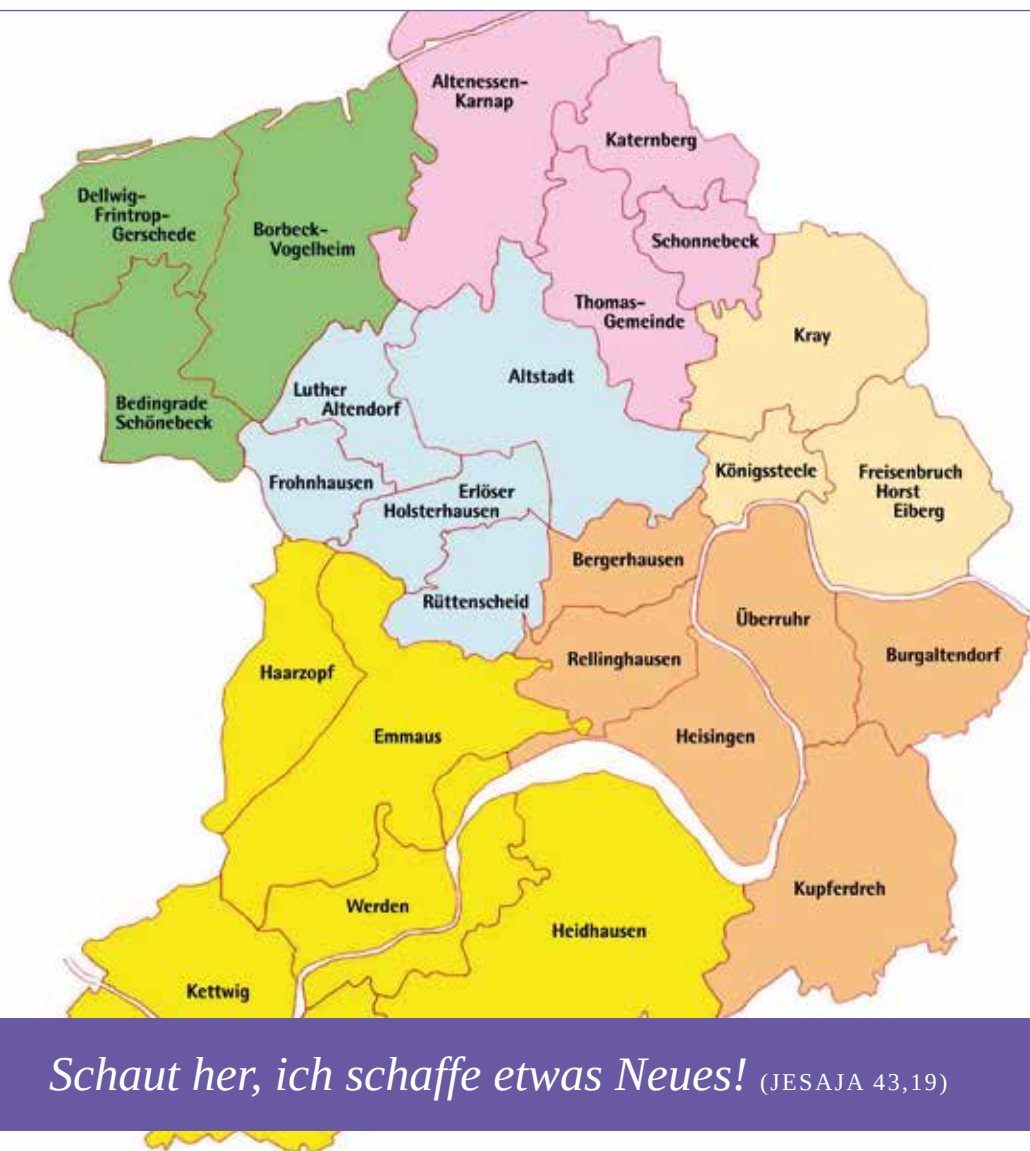 Altenessen-
Karnap
Katernberg
Dellwig-
Frintrop-
Gerschede
Borbeck-
Vogelheim
Schonnebeck
Thomas-
Gemeinde
Kray
Altstadt
Luther
Altendorf
Bedingrade
Schönebeck
Königssteele
Freisenbruch
Horst
Eiberg
Frohnhausen
Erlöser
Holsterhausen
Bergerhausen
Rüttenscheid
Überruhr
Rellinghausen
Burgaltendorf
Haarzopf
Emmaus
Heisingen
Kupferdreh
Werden
Heidhausen
Kettwig
Schaut her, ich schaffe etwas Neues! (JESAJA 43,19)